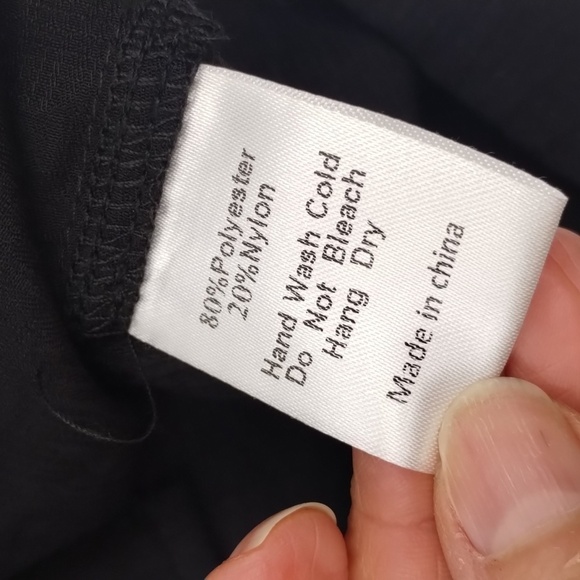 80%Polyester
20%Nylon
Hand Wash Cold
Do Not Bleach
Hang Dry
Made in china